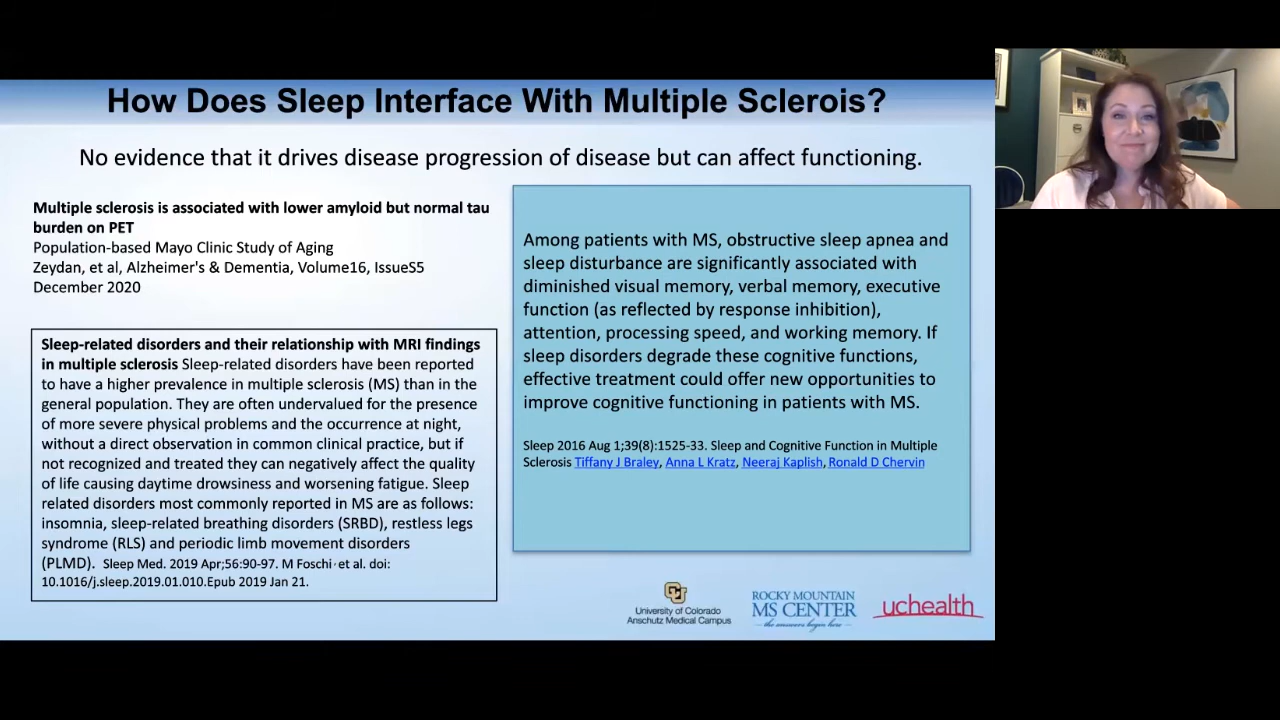 How Does Sleep Interface With Multiple Sclerois?
No evidence that it drives disease progression of disease but can affect functioning.
Multiple sclerosis is associated with lower amyloid but normal tau
burden on PET
Population-based Mayo Clinic Study of Aging
Zeydan, et al, Alzheimer's & Dementia, Volume16, IssueS5
December 2020
Sleep-related disorders and their relationship with MRI findings
in multiple sclerosis Sleep-related disorders have been reported
to have a higher prevalence in multiple sclerosis (MS) than in the
general population. They are often undervalued for the presence
of more severe physical problems and the occurrence at night,
without a direct observation in common clinical practice, but if
not recognized and treated they can negatively affect the quality
of life causing daytime drowsiness and worsening fatigue. Sleep
related disorders most commonly reported in MS are as follows:
insomnia, sleep-related breathing disorders (SRBD), restless legs
syndrome (RLS) and periodic limb movement disorders
(PLMD). Sleep Med. 2019 Apr;56:90-97. M Foschi · et al. doi:
10.1016/j.sleep.2019.01.010.Epub 2019 Jan 21.
Among patients with MS, obstructive sleep apnea and
sleep disturbance are significantly associated with
diminished visual memory, verbal memory, executive
function (as reflected by response inhibition),
attention, processing speed, and working memory. If
sleep disorders degrade these cognitive functions,
effective treatment could offer new opportunities to
improve cognitive functioning in patients with MS.
Sleep 2016 Aug 1;39(8):1525-33. Sleep and Cognitive Function in Multiple
Sclerosis Tiffany J Braley, Anna L Kratz, Neeraj Kaplish, Ronald D Chervin
CU
University of Colorado
Anschutz Medical Campus
ROCKY MOUNTAIN
MS CENTER
the answers begin here
uchealth